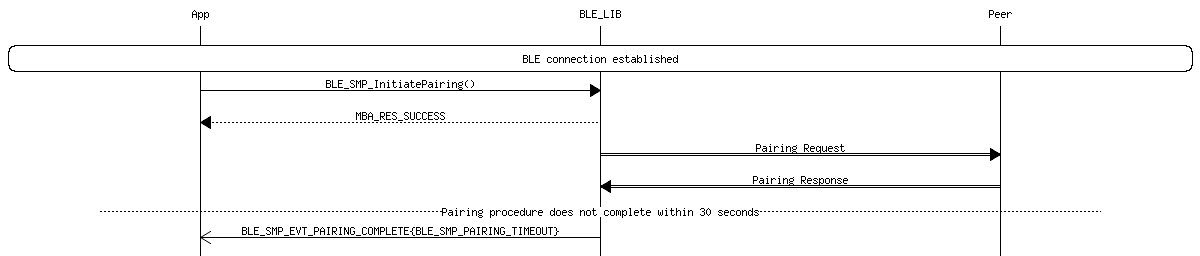 App BLE_LIB Peer
BLE connection established
BLE_SMP_InitiatePairing()
MBA_RES_SUCCESS
Pairing Request
Pairing Response
Pairing procedure does not complete within 30 seconds
BLE_SMP_EVT_PAIRING_COMPLETE{BLE_SMP_PAIRING_TIMEOUT}